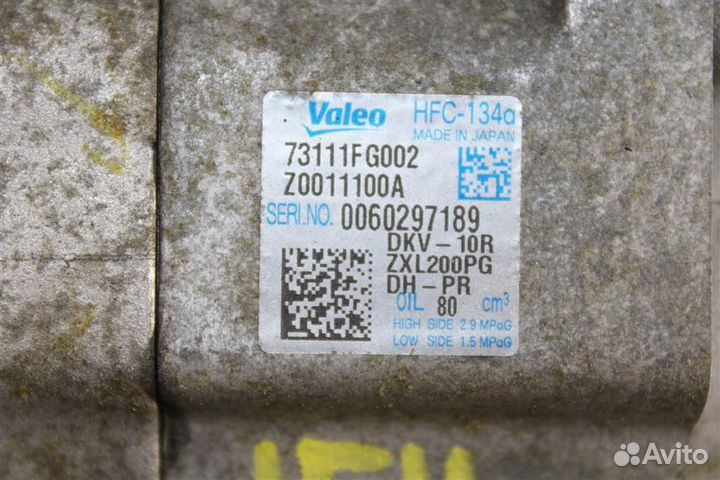 Valeo HFC-134a
MADE IN JAPAN
73111FG002
Z0011100A
SERI.NO. 0060297189
DKV-10R
ZXL200PG
DH-PR
OIL 80 cm³
HIGH SIDE 2.9 MPaG
LOW SIDE 1.5 MPaG
Avito